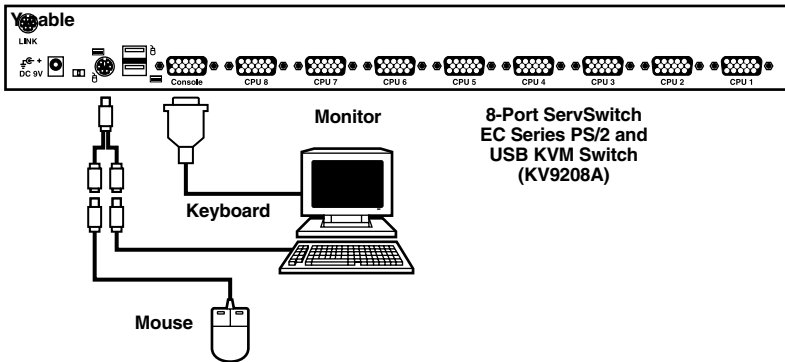 Y-cable
LINK
DC 9V
Console
CPU 8
CPU 7
CPU 6
CPU 5
CPU 4
CPU 3
CPU 2
CPU 1
Monitor
8-Port ServSwitch
EC Series PS/2 and
USB KVM Switch
(KV9208A)
Keyboard
Mouse